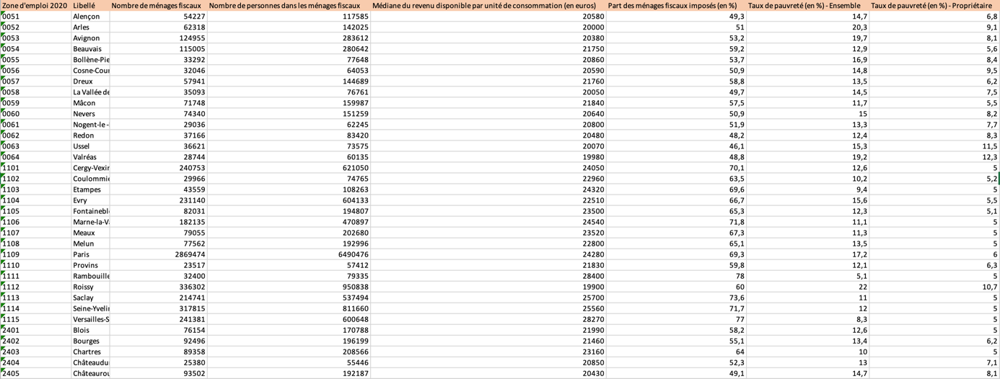 Zone d'emploi 2020 Libellé Nombre de ménages fiscaux Nombre de personnes dans les ménages fiscaux Médiane du revenu disponible par unité de consommation (en euros) Part des ménages fiscaux imposés (en %) Taux de pauvreté (en %) - Ensemble Taux de pauvreté (en %) - Propriétaire
0051 Alençon 54227 117585 20580 49,3 14,7 6,8
0052 Arles 62318 142025 20000 51 20,3 9,1
0053 Avignon 124955 283612 20380 53,2 19,7 8,1
0054 Beauvais 115005 280642 21750 59,2 12,9 5,6
0055 Bollène-Pie 33292 77648 20860 53,7 16,9 8,4
0056 Cosne-Cour 32046 64053 20590 50,9 14,8 9,5
0057 Dreux 57941 144689 21760 58,8 13,5 6,2
0058 La Vallée de 35093 76761 20050 49,7 14,5 7,5
0059 Mâcon 71748 159987 21840 57,5 11,7 5,5
0060 Nevers 74340 151259 20640 50,9 15 8,2
0061 Nogent-le - 29036 62245 20800 51,9 13,3 7,7
0062 Redon 37166 83420 20480 48,2 12,4 8,3
0063 Ussel 36621 73575 20070 46,1 15,3 11,5
0064 Valréas 28744 60135 19980 48,8 19,2 12,3
1101 Cergy-Vexin 240753 621050 24050 70,1 12,6 5
1102 Coulommie 29966 74765 22960 63,5 10,2 5,2
1103 Etampes 43559 108263 24320 69,6 9,4 5
1104 Evry 231140 604133 22510 66,7 15,6 5,5
1105 Fontainebl 82031 194807 23500 65,3 12,3 5,1
1106 Marne-la-Va 182135 470897 24540 71,8 11,1 5
1107 Meaux 79055 202680 23520 67,3 11,3 5
1108 Melun 77562 192996 22800 65,1 13,5 5
1109 Paris 2869474 6490476 24280 69,3 17,2 6
1110 Provins 23517 57412 21830 59,8 12,1 6,3
1111 Rambouille 32400 79335 28400 78 5,1 5
1112 Roissy 336302 950838 19900 60 22 10,7
1113 Saclay 214741 537494 25700 73,6 11 5
1114 Seine-Yvelin 317815 811660 25560 71,7 12 5
1115 Versailles-S 241381 600648 28270 77 8,3 5
2401 Blois 76154 170788 21990 58,2 12,6 5
2402 Bourges 92496 196199 21460 55,1 13,4 6,2
2403 Chartres 89358 208566 23160 64 10 5
2404 Châteaudu 25380 55446 20850 52,3 13 7,1
2405 Châteaurou 93502 192187 20430 49,1 14,7 8,1